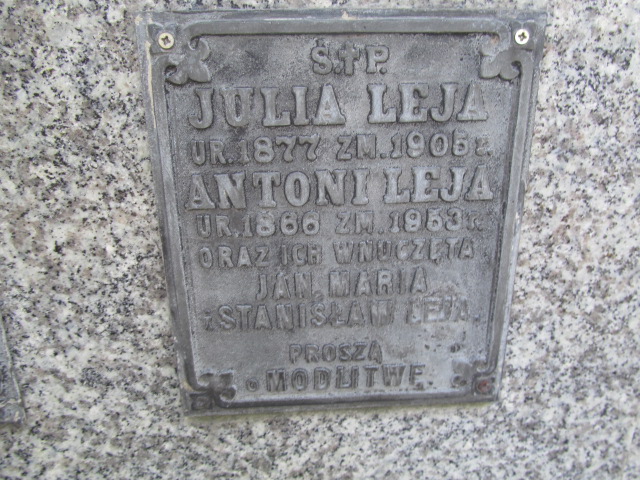 Ś.†P.
JULIA LEJA
UR. 1877 ZM. 1905 r.
ANTONI LEJA
UR. 1866 ZM. 1953 r.
ORAZ ICH WNUCZĘTA
JAN, MARIA
i STANISŁAW LEJA
PROSZĄ
O MODLITWĘ